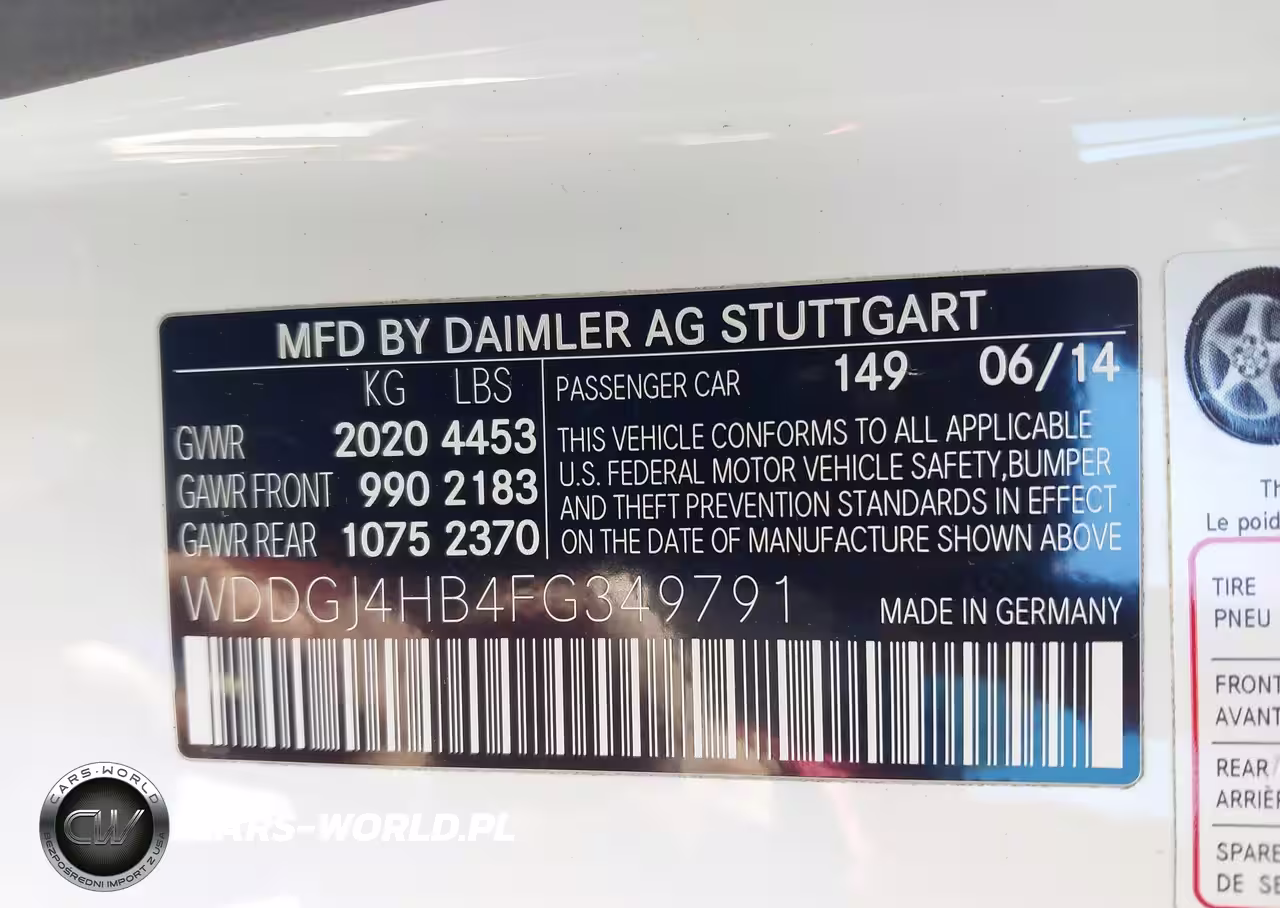 MFD BY DAIMLER AG STUTTGART
KG LBS
GVWR 2020 4453
GAWR FRONT 990 2183
GAWR REAR 1075 2370
PASSENGER CAR 149 06/14
THIS VEHICLE CONFORMS TO ALL APPLICABLE
U.S. FEDERAL MOTOR VEHICLE SAFETY,BUMPER
AND THEFT PREVENTION STANDARDS IN EFFECT
ON THE DATE OF MANUFACTURE SHOWN ABOVE
WDDGJ4HB4FG349791
MADE IN GERMANY
Th
Le poid
TIRE
PNEU
FRONT
AVANT
REAR
ARRIÈR
SPARE
DE SE
CARS-WORLD
CW
BEZPOŚREDNI IMPORT Z USA
CARS-WORLD.PL